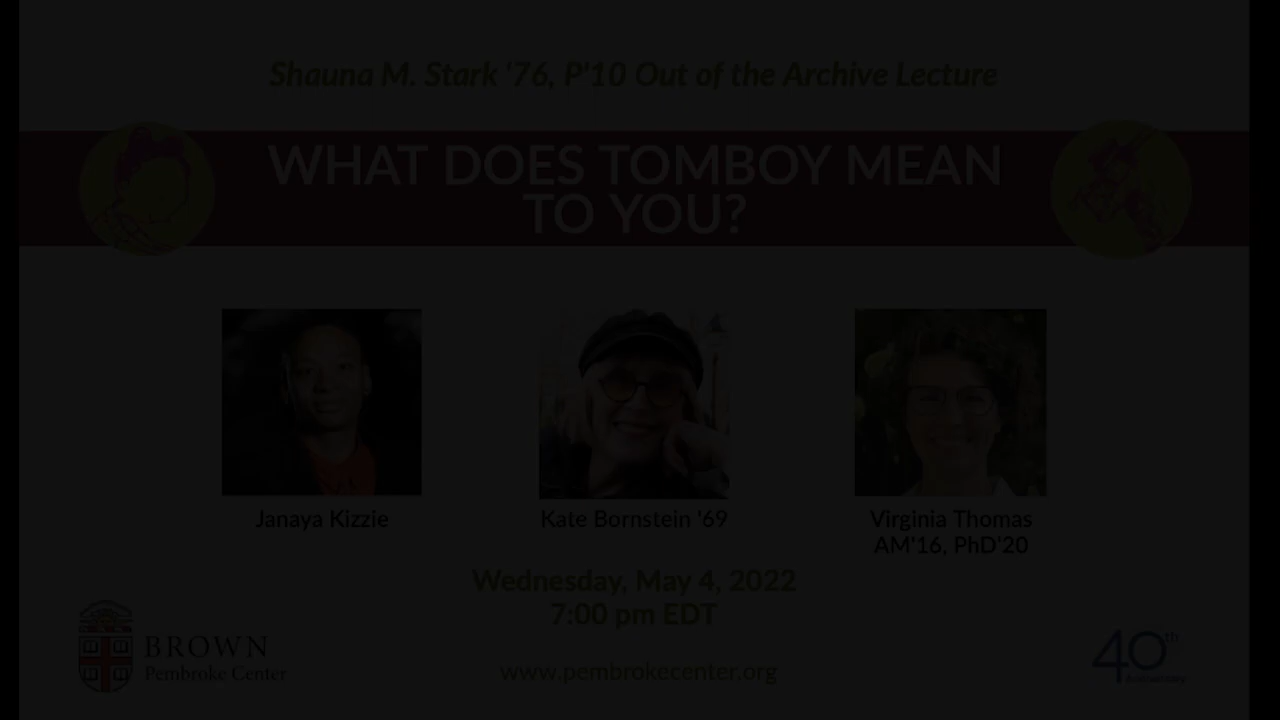 Shauna M. Stark '76, P'10 Out of the Archive Lecture
WHAT DOES TOMBOY MEAN
TO YOU?
Janaya Kizzie
Kate Bornstein '69
Virginia Thomas
AM'16, PhD'20
Wednesday, May 4, 2022
7:00 pm EDT
BROWN
Pembroke Center
www.pembrokecenter.org
40th
Anniversary